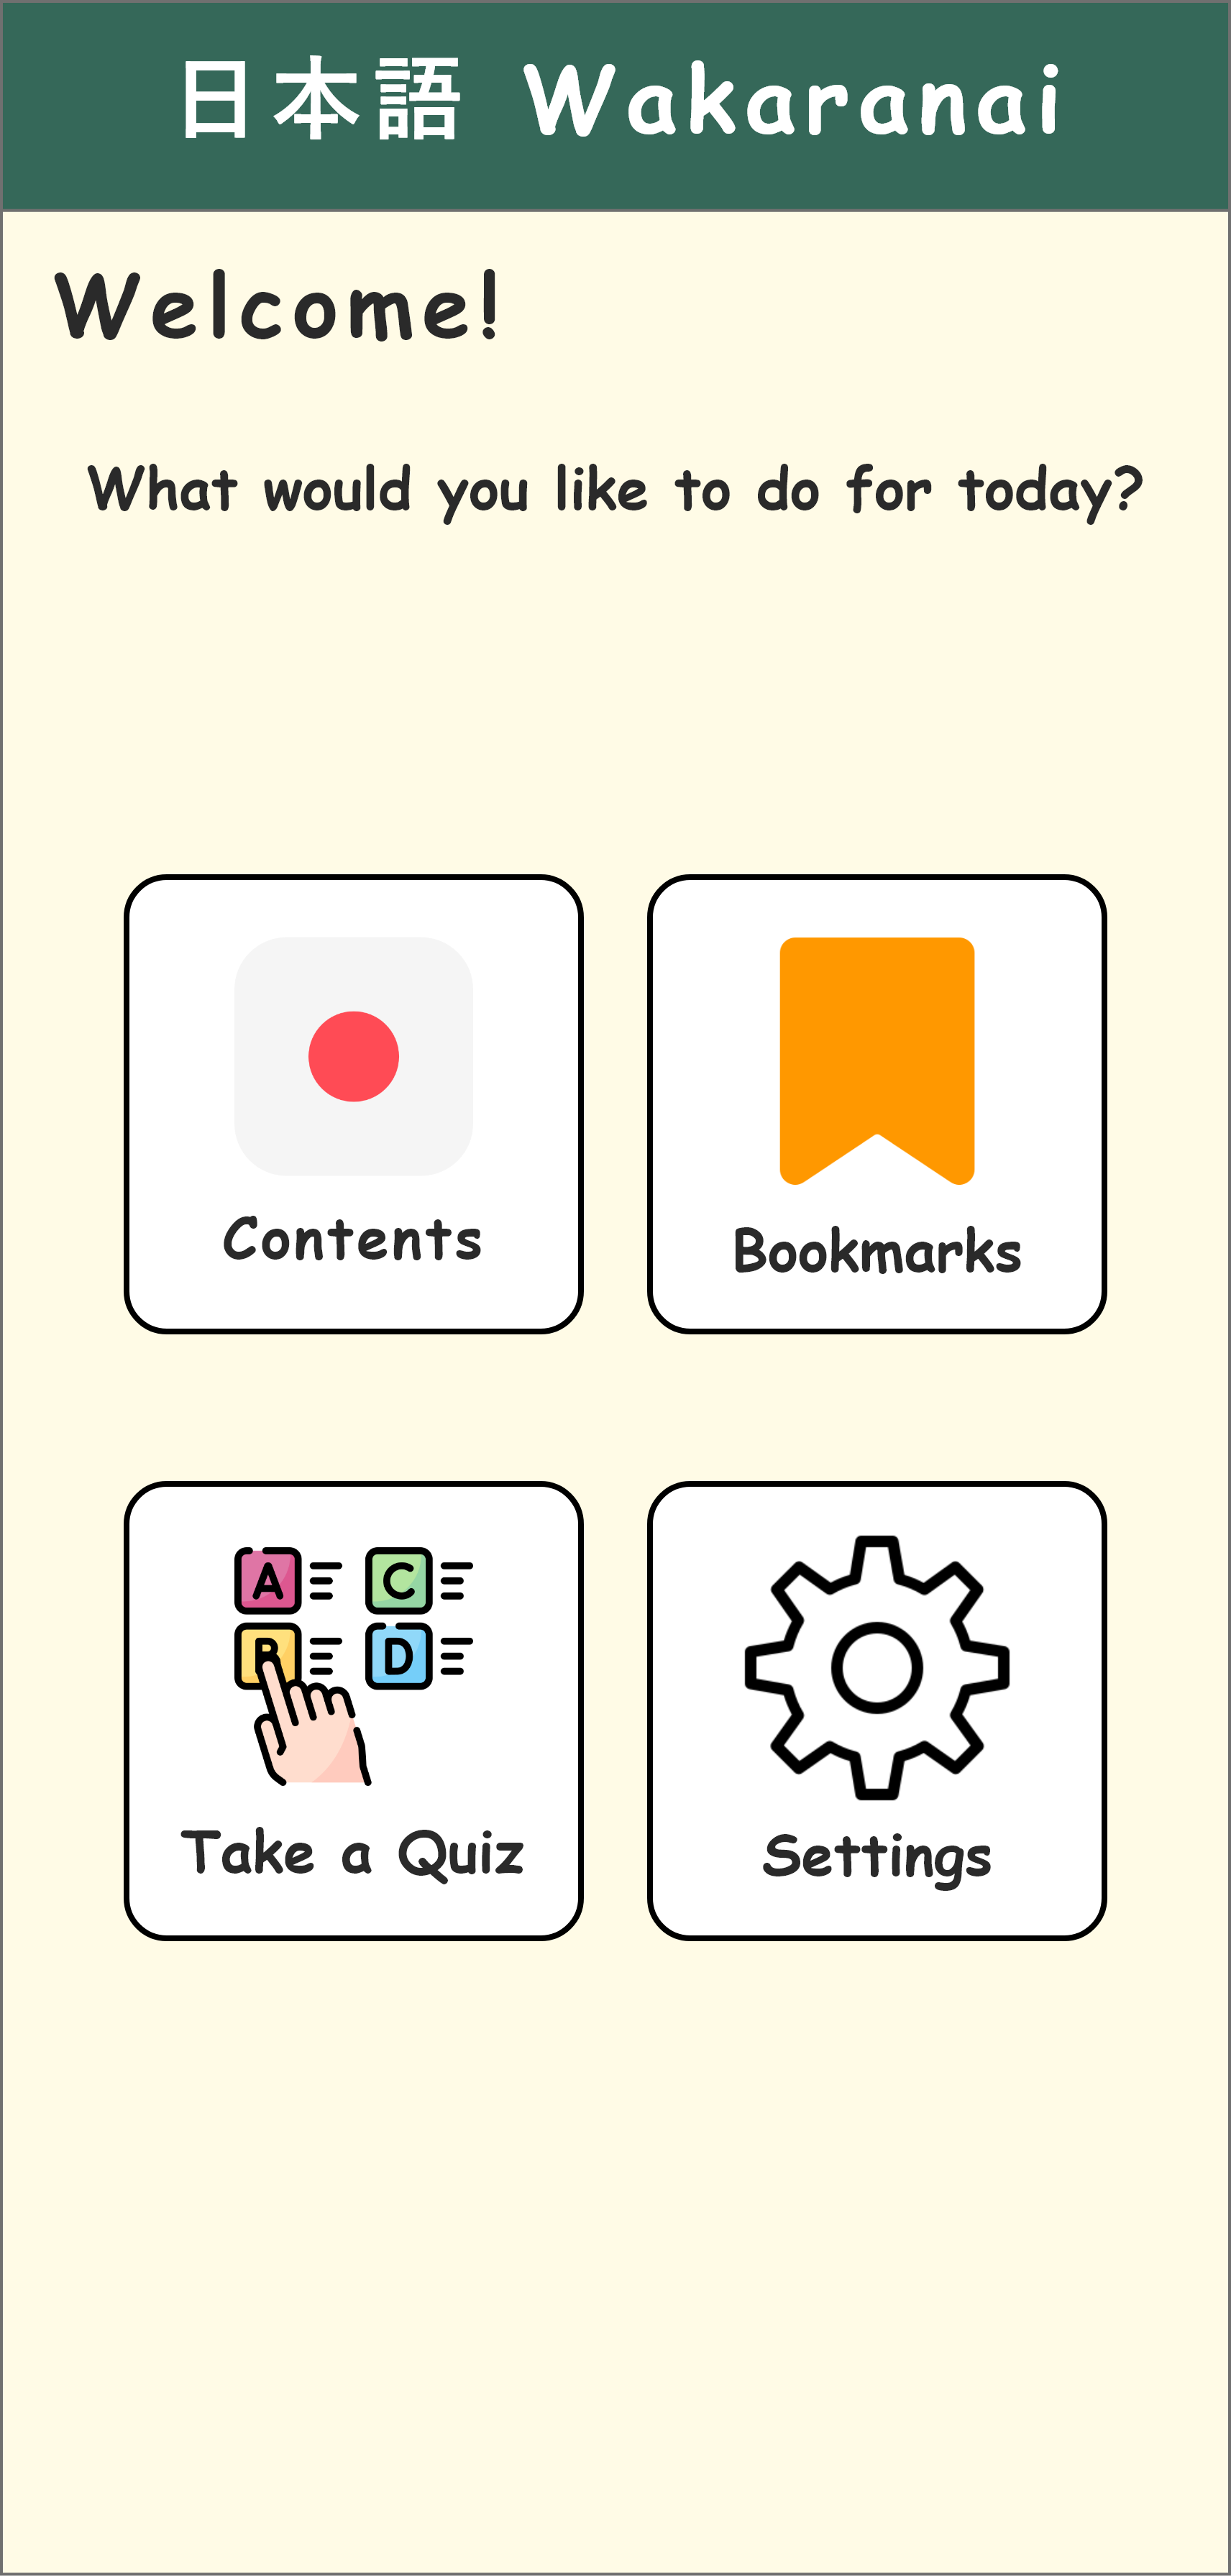 日本語 Wakaranai
Welcome!
What would you like to do for today?
Contents
Bookmarks
A
C
B
D
Take a Quiz
Settings